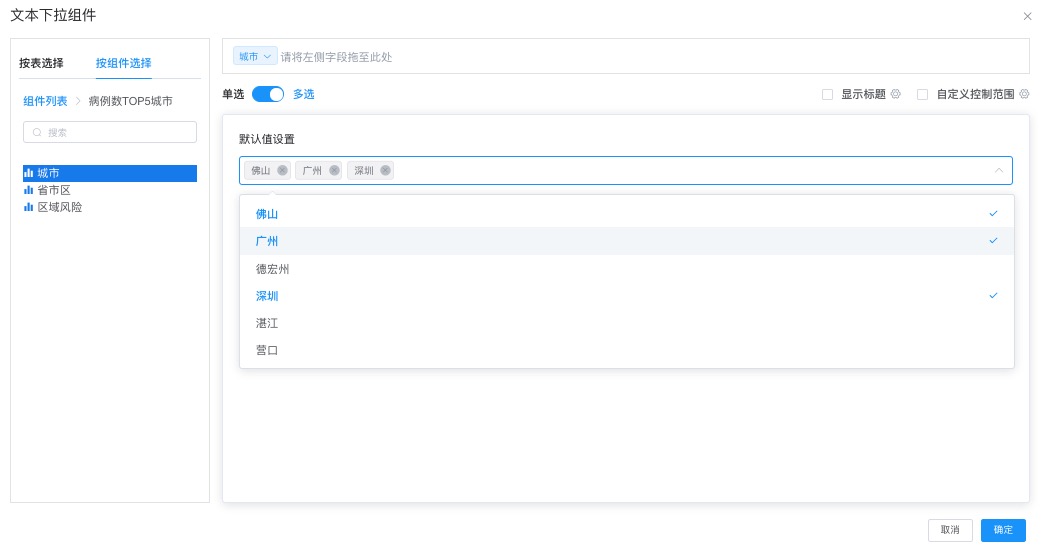 文本下拉组件
按表选择 按组件选择
组件列表 > 病例数TOP5城市
搜索
城市
省市区
区域风险
城市 请将左侧字段拖至此处
单选 多选 显示标题 自定义控制范围
默认值设置
佛山 广州 深圳
佛山
广州
德宏州
深圳
湛江
营口
取消 确定